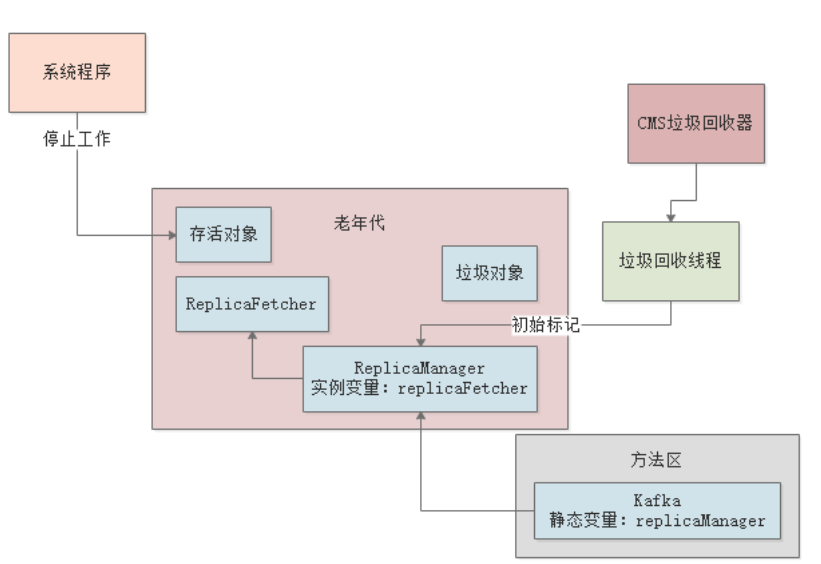 系统程序
停止工作
CMS垃圾回收器
老年代
存活对象
垃圾对象
垃圾回收线程
ReplicaFetcher
初始标记
ReplicaManager
实例变量：replicaFetcher
方法区
Kafka
静态变量：replicaManager